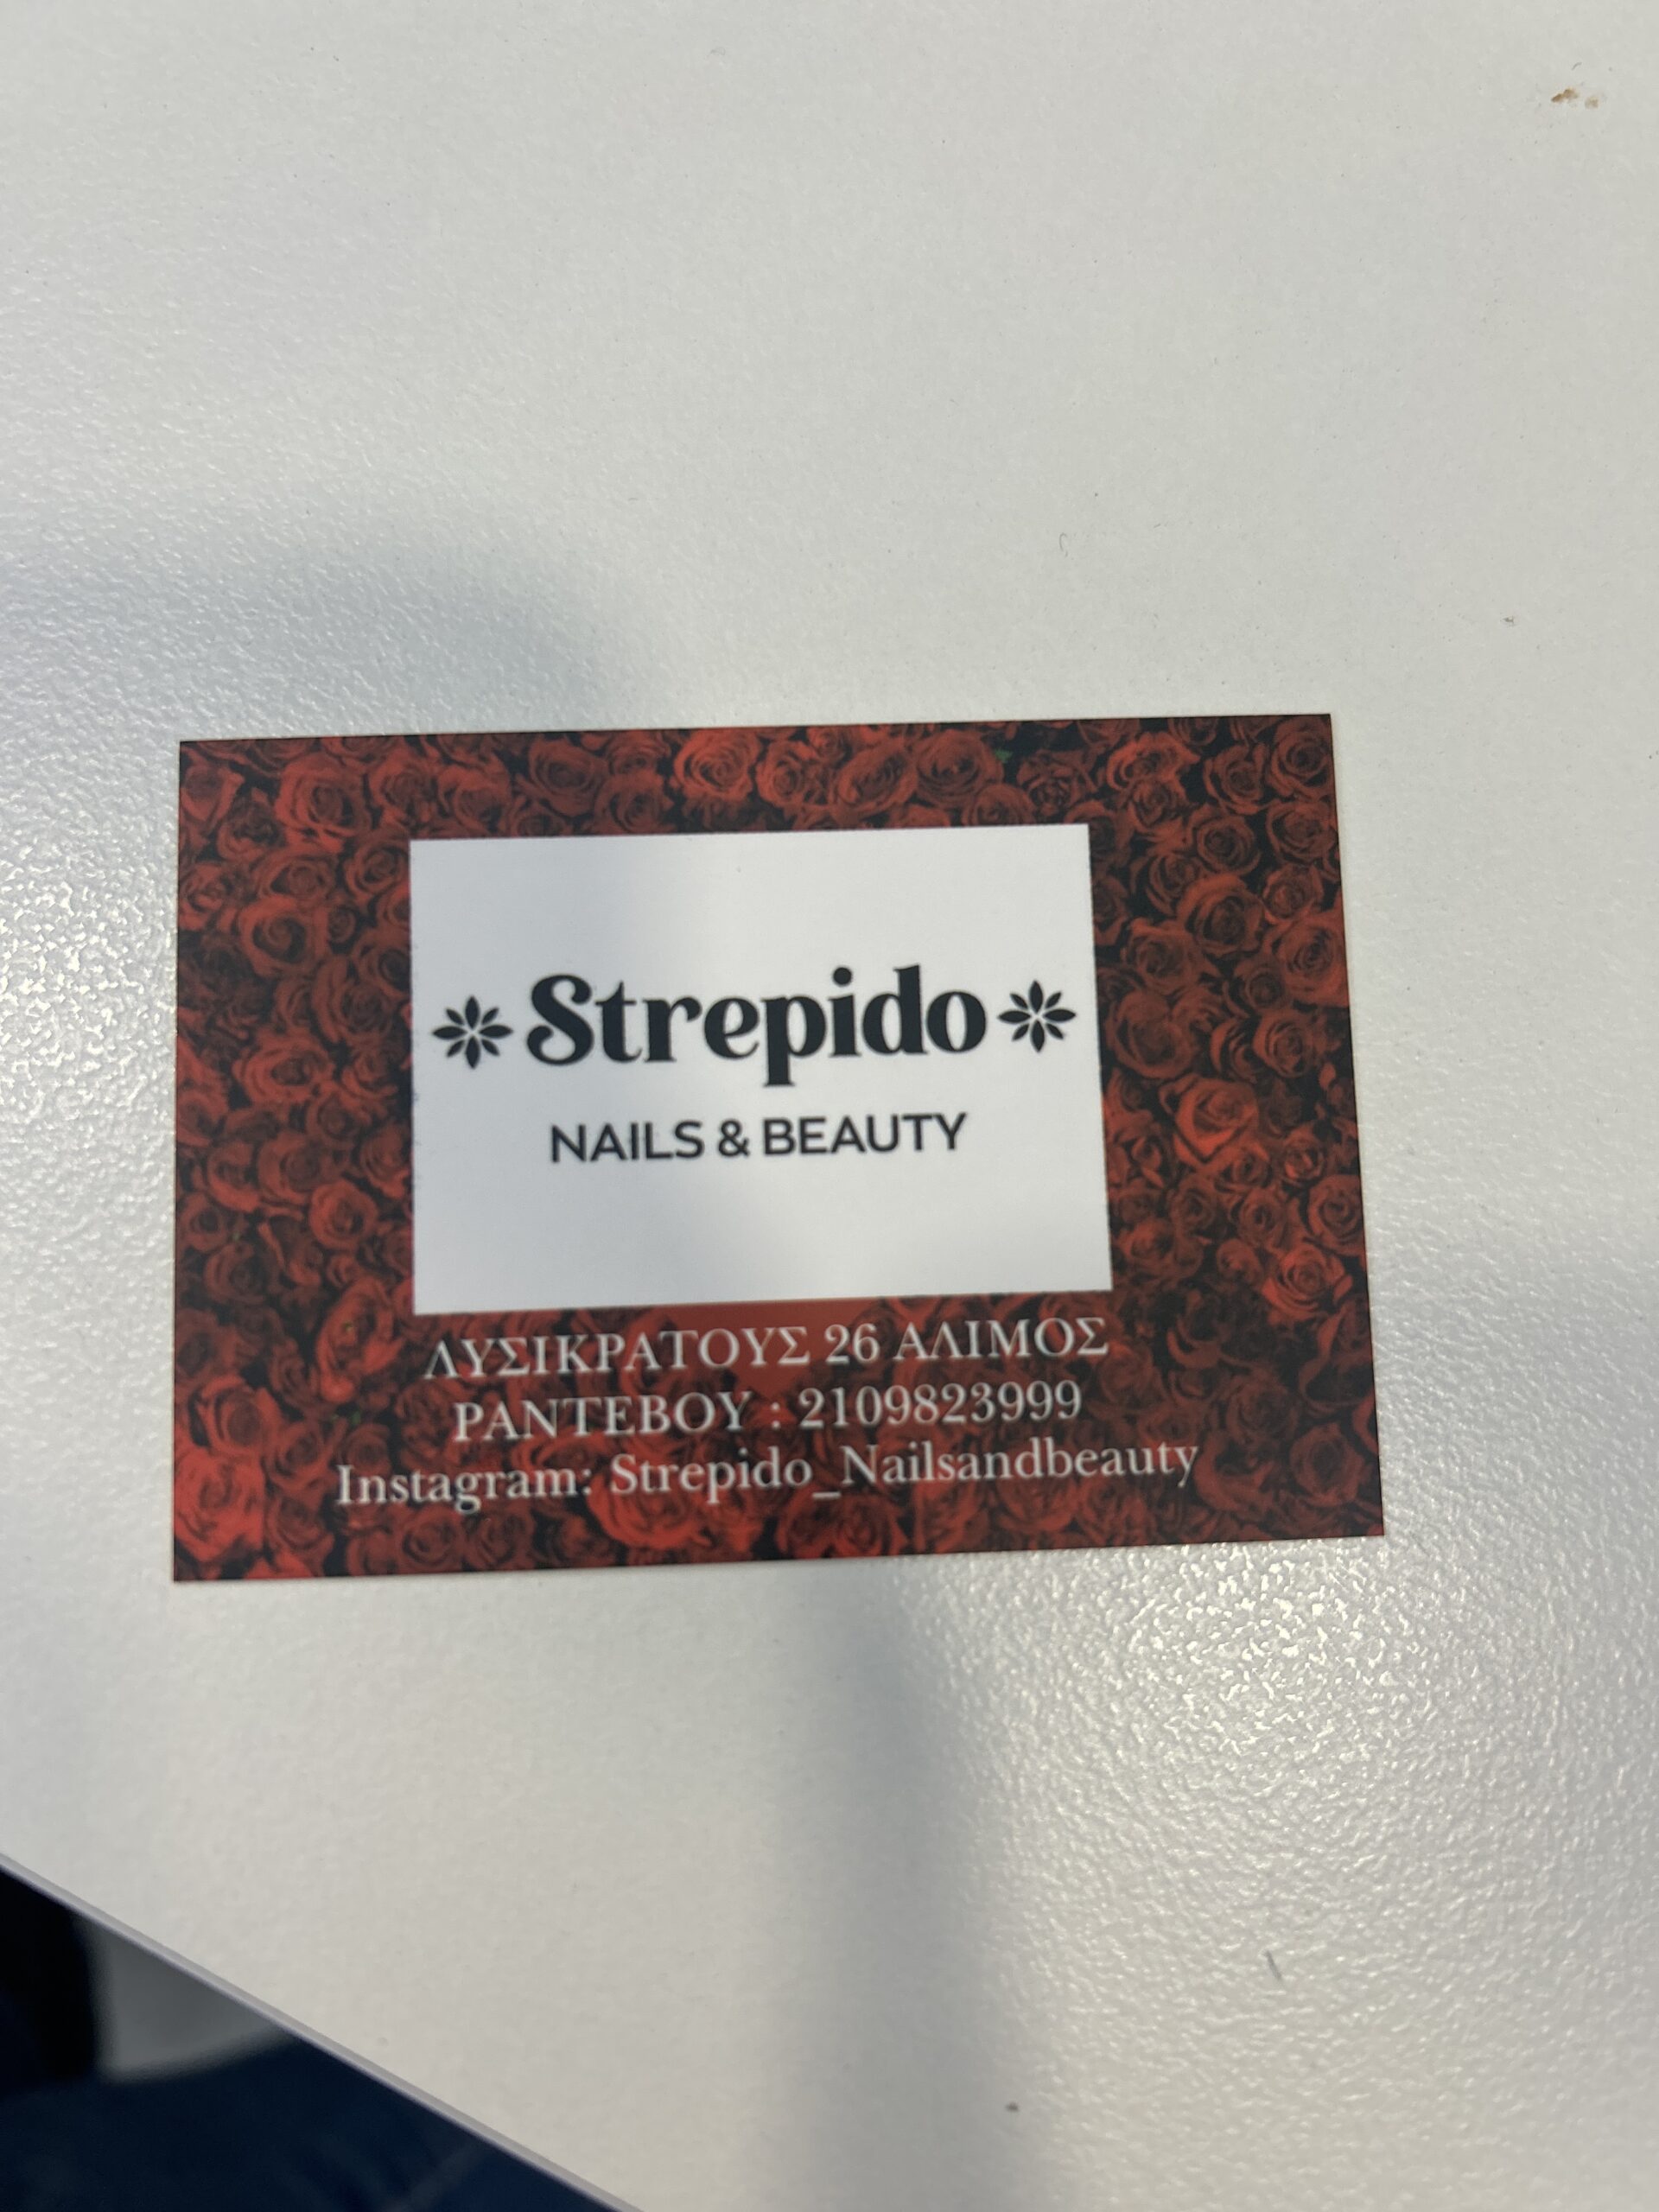 Strepido
NAILS & BEAUTY
ΛΥΣΙΚΡΑΤΟΥΣ 26 ΑΛΙΜΟΣ
ΡΑΝΤΕΒΟΥ : 2109823999
Instagram: Strepido_Nailsandbeauty